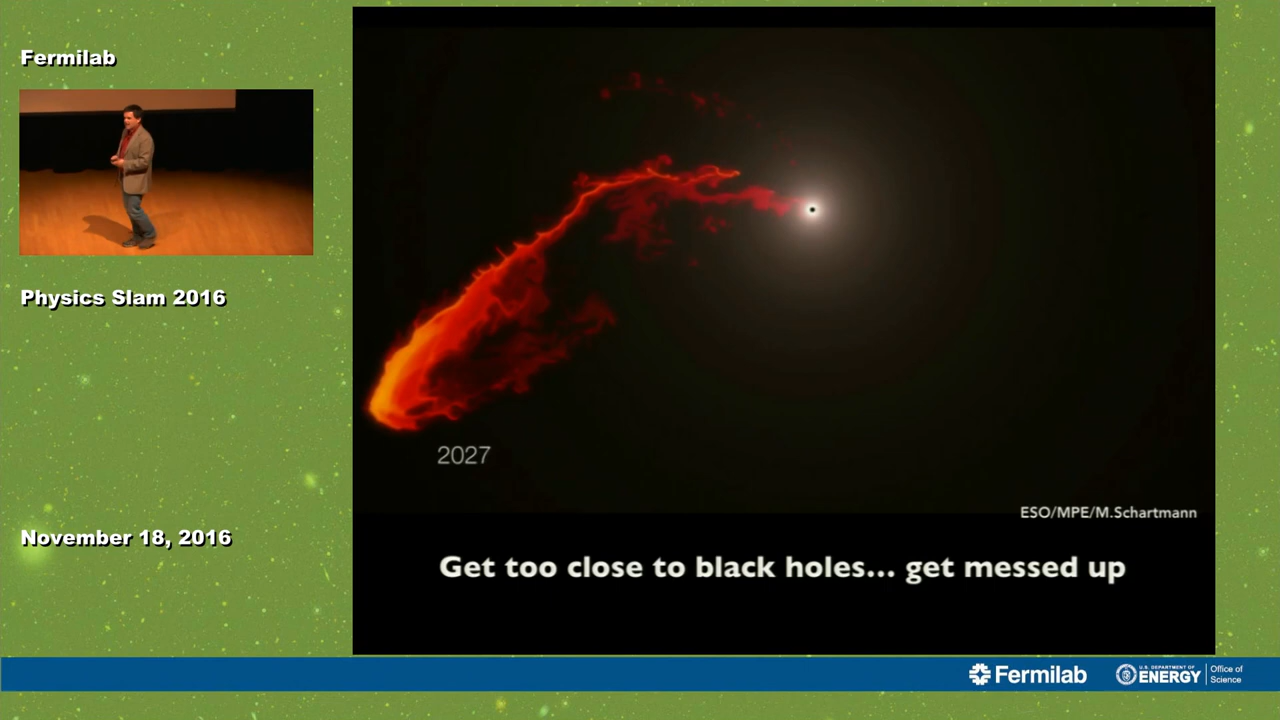 Fermilab
Physics Slam 2016
November 18, 2016
2027
ESO/MPE/M.Schartmann
Get too close to black holes... get messed up
Fermilab
U.S. DEPARTMENT OF
ENERGY
Office of
Science